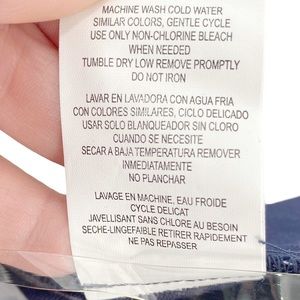 MACHINE WASH COLD WATER
SIMILAR COLORS, GENTLE CYCLE
USE ONLY NON-CHLORINE BLEACH
WHEN NEEDED
TUMBLE DRY LOW REMOVE PROMPTLY
DO NOT IRON
LAVAR EN LAVADORA CON AGUA FRIA
CON COLORES SIMILARES, CICLO DELICADO
USAR SOLO BLANQUEADOR SIN CLORO
CUANDO SE NECESITE
SECAR A BAJA TEMPERATURA REMOVER
INMEDIATAMENTE
NO PLANCHAR
LAVAGE EN MACHINE, EAU FROIDE
CYCLE DELICAT
JAVELLISANT SANS CHLORE AU BESOIN
SECHE-LINGEFAIBLE RETIRER RAPIDEMENT
NE PAS REPASSER